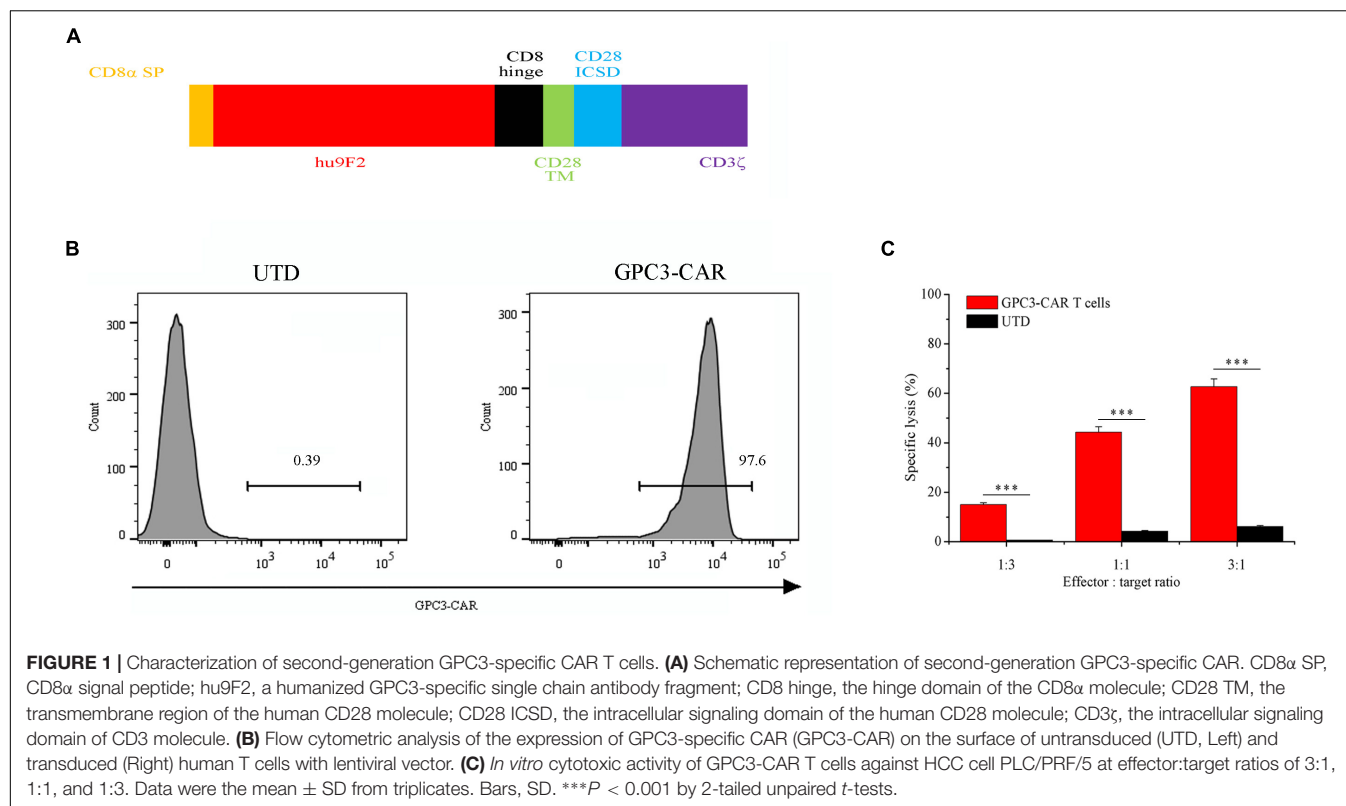 A
CD8α SP
CD8
hinge
CD28
ICSD
hu9F2
CD28
TM
CD3ζ
B
UTD
Count
300
200
100
0
0.39
0
10³
10⁴
10⁵
GPC3-CAR
Count
300
200
100
0
97.6
0
10³
10⁴
10⁵
GPC3-CAR
C
GPC3-CAR T cells
UTD
Specific lysis (%)
100
80
60
40
20
0
***
***
***
1:3
1:1
3:1
Effector : target ratio
FIGURE 1 | Characterization of second-generation GPC3-specific CAR T cells. (A) Schematic representation of second-generation GPC3-specific CAR. CD8α SP,
CD8α signal peptide; hu9F2, a humanized GPC3-specific single chain antibody fragment; CD8 hinge, the hinge domain of the CD8α molecule; CD28 TM, the
transmembrane region of the human CD28 molecule; CD28 ICSD, the intracellular signaling domain of the human CD28 molecule; CD3ζ, the intracellular signaling
domain of CD3 molecule. (B) Flow cytometric analysis of the expression of GPC3-specific CAR (GPC3-CAR) on the surface of untransduced (UTD, Left) and
transduced (Right) human T cells with lentiviral vector. (C) In vitro cytotoxic activity of GPC3-CAR T cells against HCC cell PLC/PRF/5 at effector:target ratios of 3:1,
1:1, and 1:3. Data were the mean ± SD from triplicates. Bars, SD. ***P < 0.001 by 2-tailed unpaired t-tests.